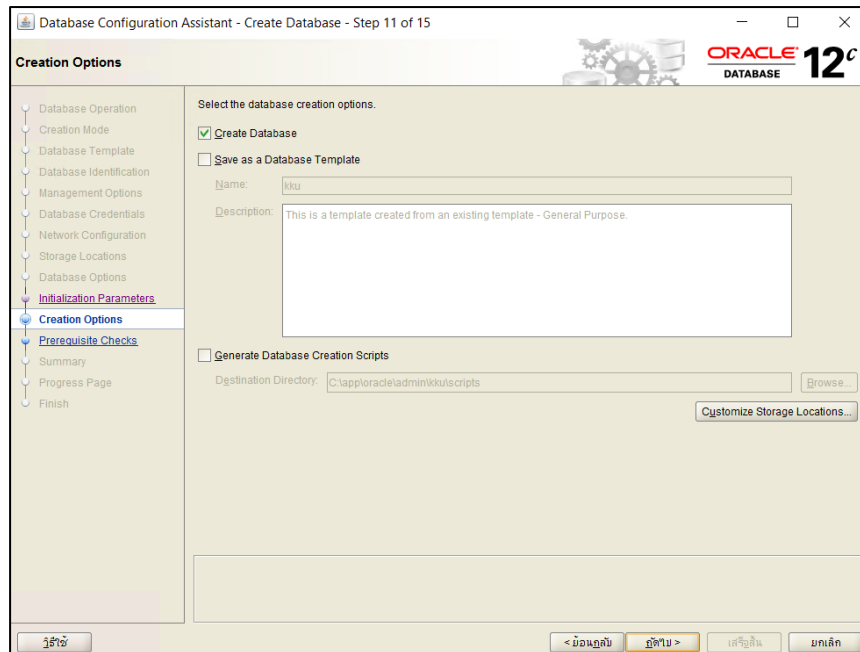 Database Configuration Assistant - Create Database - Step 11 of 15
Creation Options
ORACLE
DATABASE
12c
Database Operation
Creation Mode
Database Template
Database Identification
Management Options
Database Credentials
Network Configuration
Storage Locations
Database Options
Initialization Parameters
Creation Options
Prerequisite Checks
Summary
Progress Page
Finish
Select the database creation options.
Create Database
Save as a Database Template
Name: kku
Description: This is a template created from an existing template - General Purpose.
Generate Database Creation Scripts
Destination Directory: C:\app\oracle\admin\kku\scripts
Browse...
Customize Storage Locations...
วิธีใช้
< ย้อนกลับ
ถัดไป >
เสร็จสิ้น
ยกเลิก